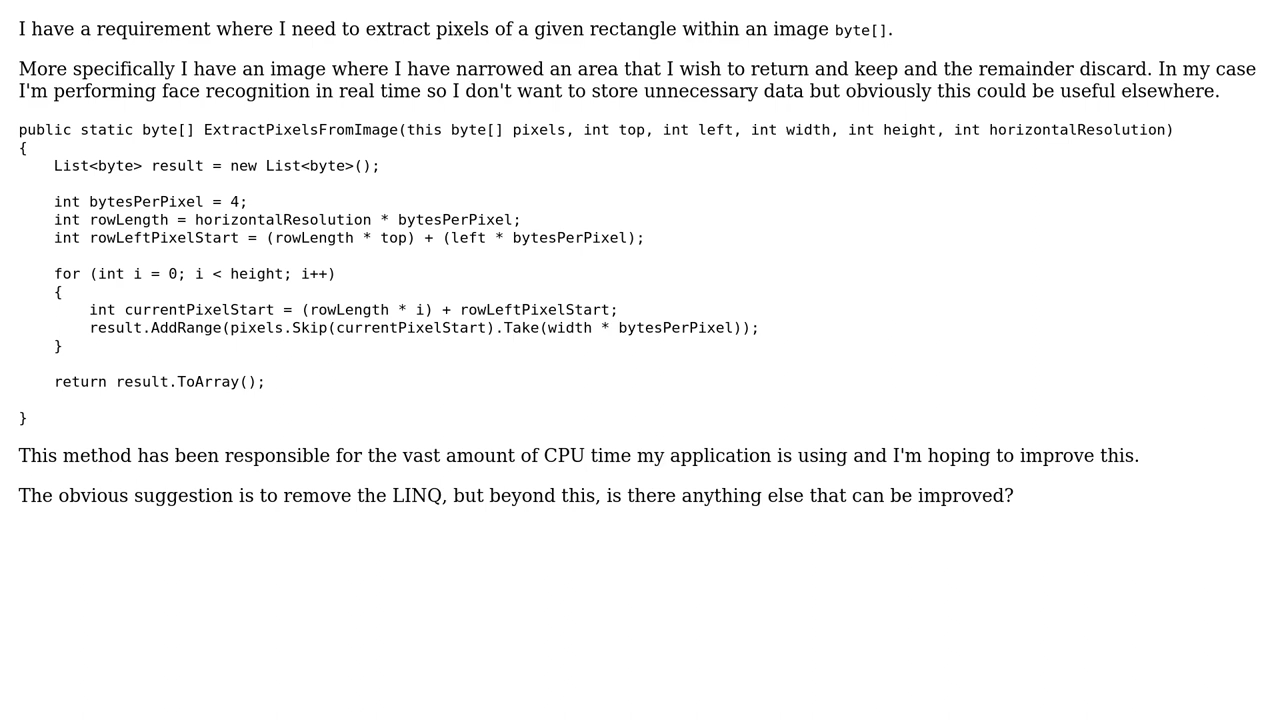 I have a requirement where I need to extract pixels of a given rectangle within an image byte[].
More specifically I have an image where I have narrowed an area that I wish to return and keep and the remainder discard. In my case
I'm performing face recognition in real time so I don't want to store unnecessary data but obviously this could be useful elsewhere.
public static byte[] ExtractPixelsFromImage(this byte[] pixels, int top, int left, int width, int height, int horizontalResolution)
{
    List<byte> result = new List<byte>();
    int bytesPerPixel = 4;
    int rowLength = horizontalResolution * bytesPerPixel;
    int rowLeftPixelStart = (rowLength * top) + (left * bytesPerPixel);
    for (int i = 0; i < height; i++)
    {
        int currentPixelStart = (rowLength * i) + rowLeftPixelStart;
        result.AddRange(pixels.Skip(currentPixelStart).Take(width * bytesPerPixel));
    }
    return result.ToArray();
}
This method has been responsible for the vast amount of CPU time my application is using and I'm hoping to improve this.
The obvious suggestion is to remove the LINQ, but beyond this, is there anything else that can be improved?